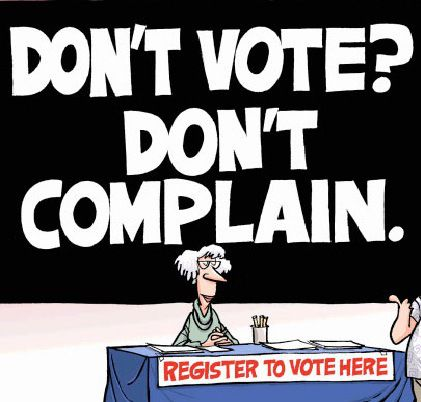 DON'T VOTE?
DON'T
COMPLAIN.
REGISTER TO VOTE HERE